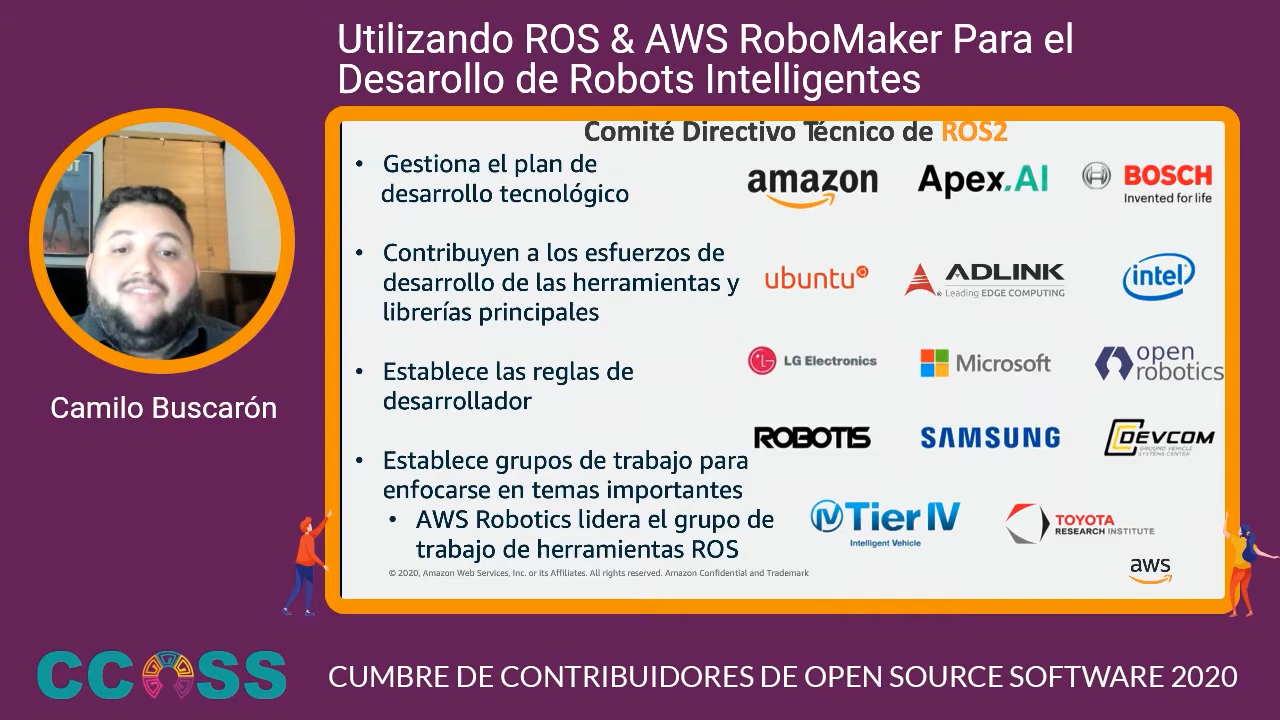 Utilizando ROS & AWS RoboMaker Para el
Desarollo de Robots Intelligentes
Comité Directivo Técnico de ROS2
• Gestiona el plan de
desarrollo tecnológico
• Contribuyen a los esfuerzos de
desarrollo de las herramientas y
librerías principales
• Establece las reglas de
desarrollador
• Establece grupos de trabajo para
enfocarse en temas importantes
• AWS Robotics lidera el grupo de
trabajo de herramientas ROS
amazon
Apex.AI
BOSCH
Invented for life
ubuntu
ADLINK
Leading EDGE COMPUTING
intel
LG Electronics
Microsoft
open
robotics
ROBOTIS
SAMSUNG
DEVCOM
GROUND VEHICLE
SYSTEMS CENTER
IV Tier IV
Intelligent Vehicle
TOYOTA
RESEARCH INSTITUTE
© 2020, Amazon Web Services, Inc. or its Affiliates. All rights reserved. Amazon Confidential and Trademark
aws
Camilo Buscarón
CCOSS
CUMBRE DE CONTRIBUIDORES DE OPEN SOURCE SOFTWARE 2020